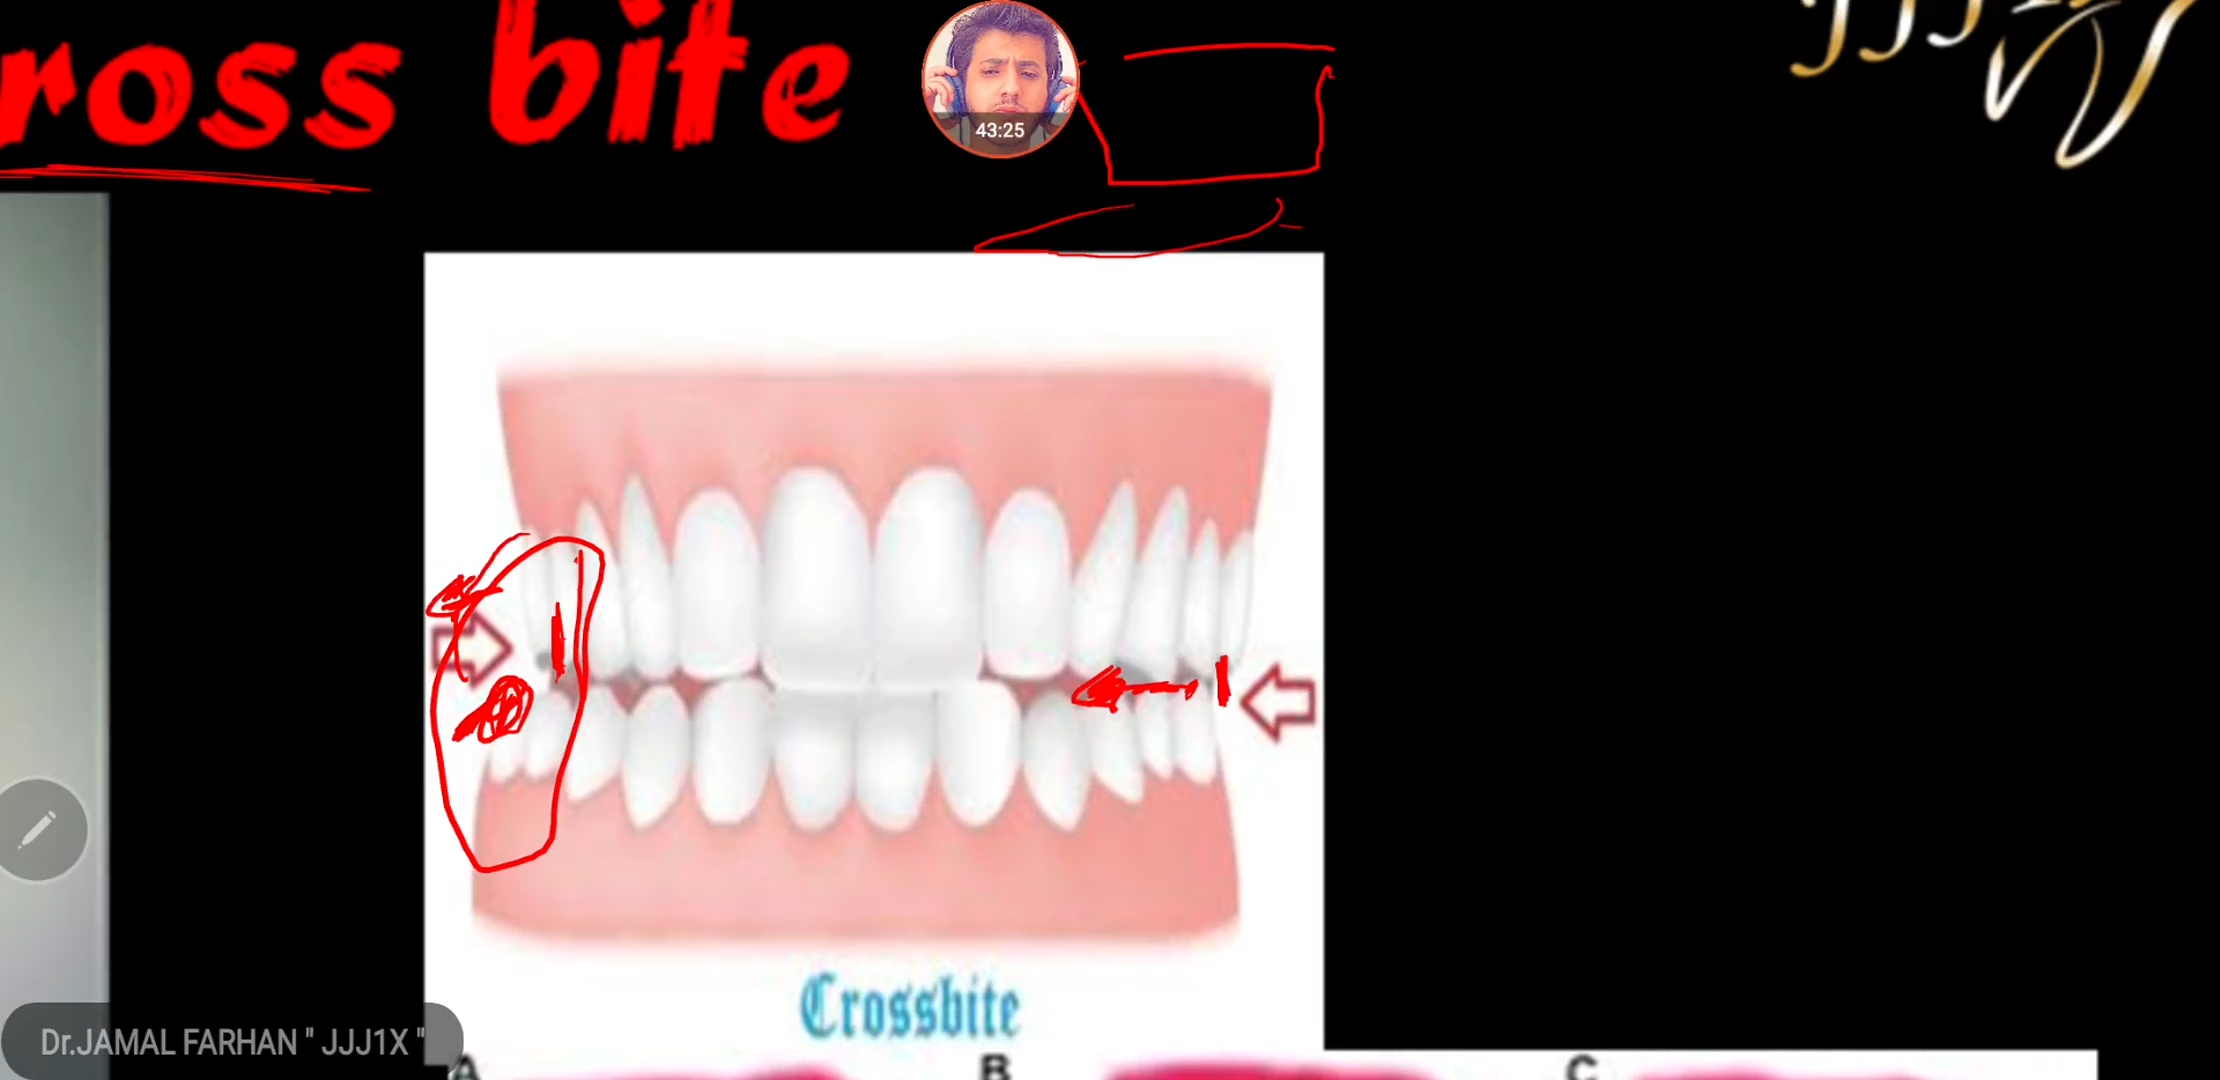 ross bite
43:25
Crossbite
Dr.JAMAL FARHAN " JJJ1X "
A B C